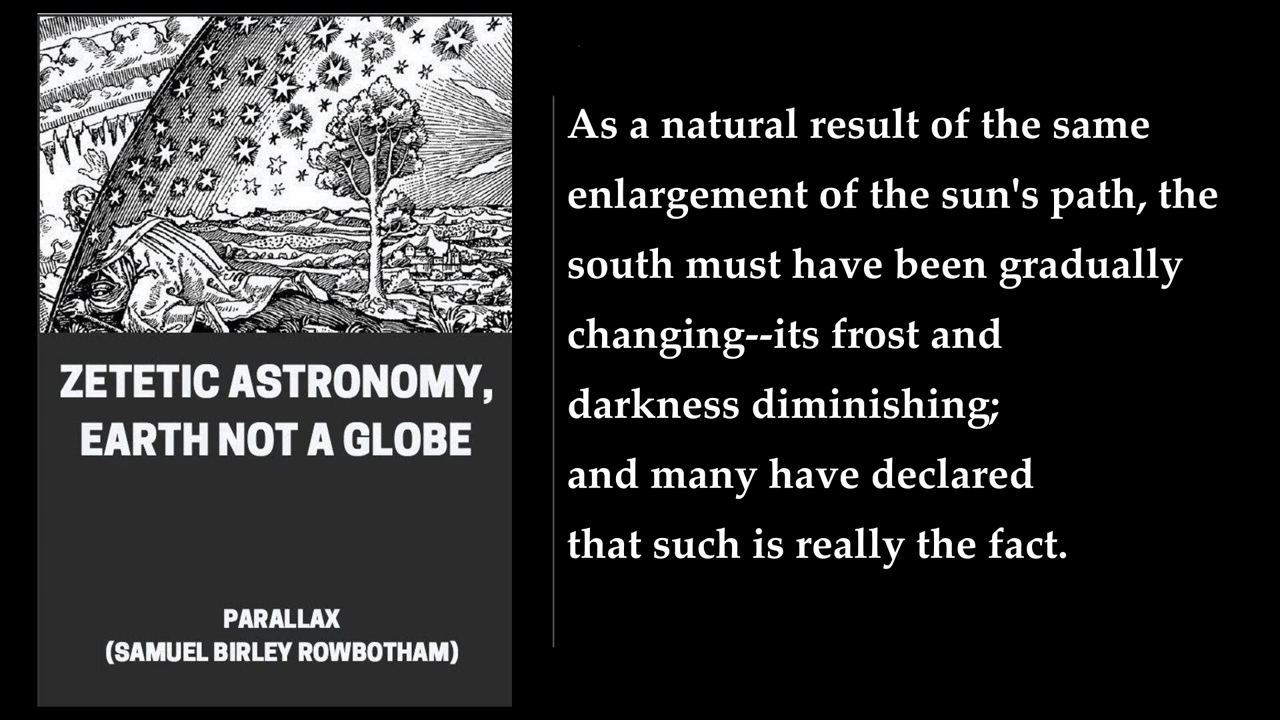 ZETETIC ASTRONOMY,
EARTH NOT A GLOBE
PARALLAX
(SAMUEL BIRLEY ROWBOTHAM)
As a natural result of the same
enlargement of the sun's path, the
south must have been gradually
changing--its frost and
darkness diminishing;
and many have declared
that such is really the fact.